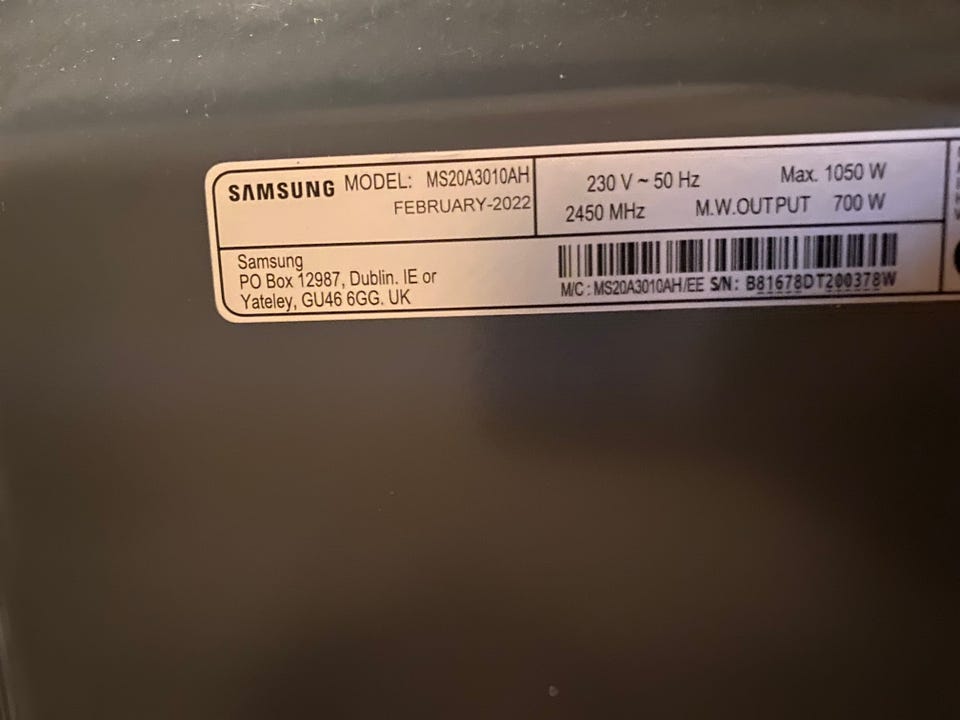 SAMSUNG MODEL: MS20A3010AH
FEBRUARY-2022
230 V ~ 50 Hz Max. 1050 W
2450 MHz M.W.OUTPUT 700 W
Samsung
PO Box 12987, Dublin. IE or
Yateley, GU46 6GG. UK
M/C : MS20A3010AH/EE S/N: B81678DT200378W